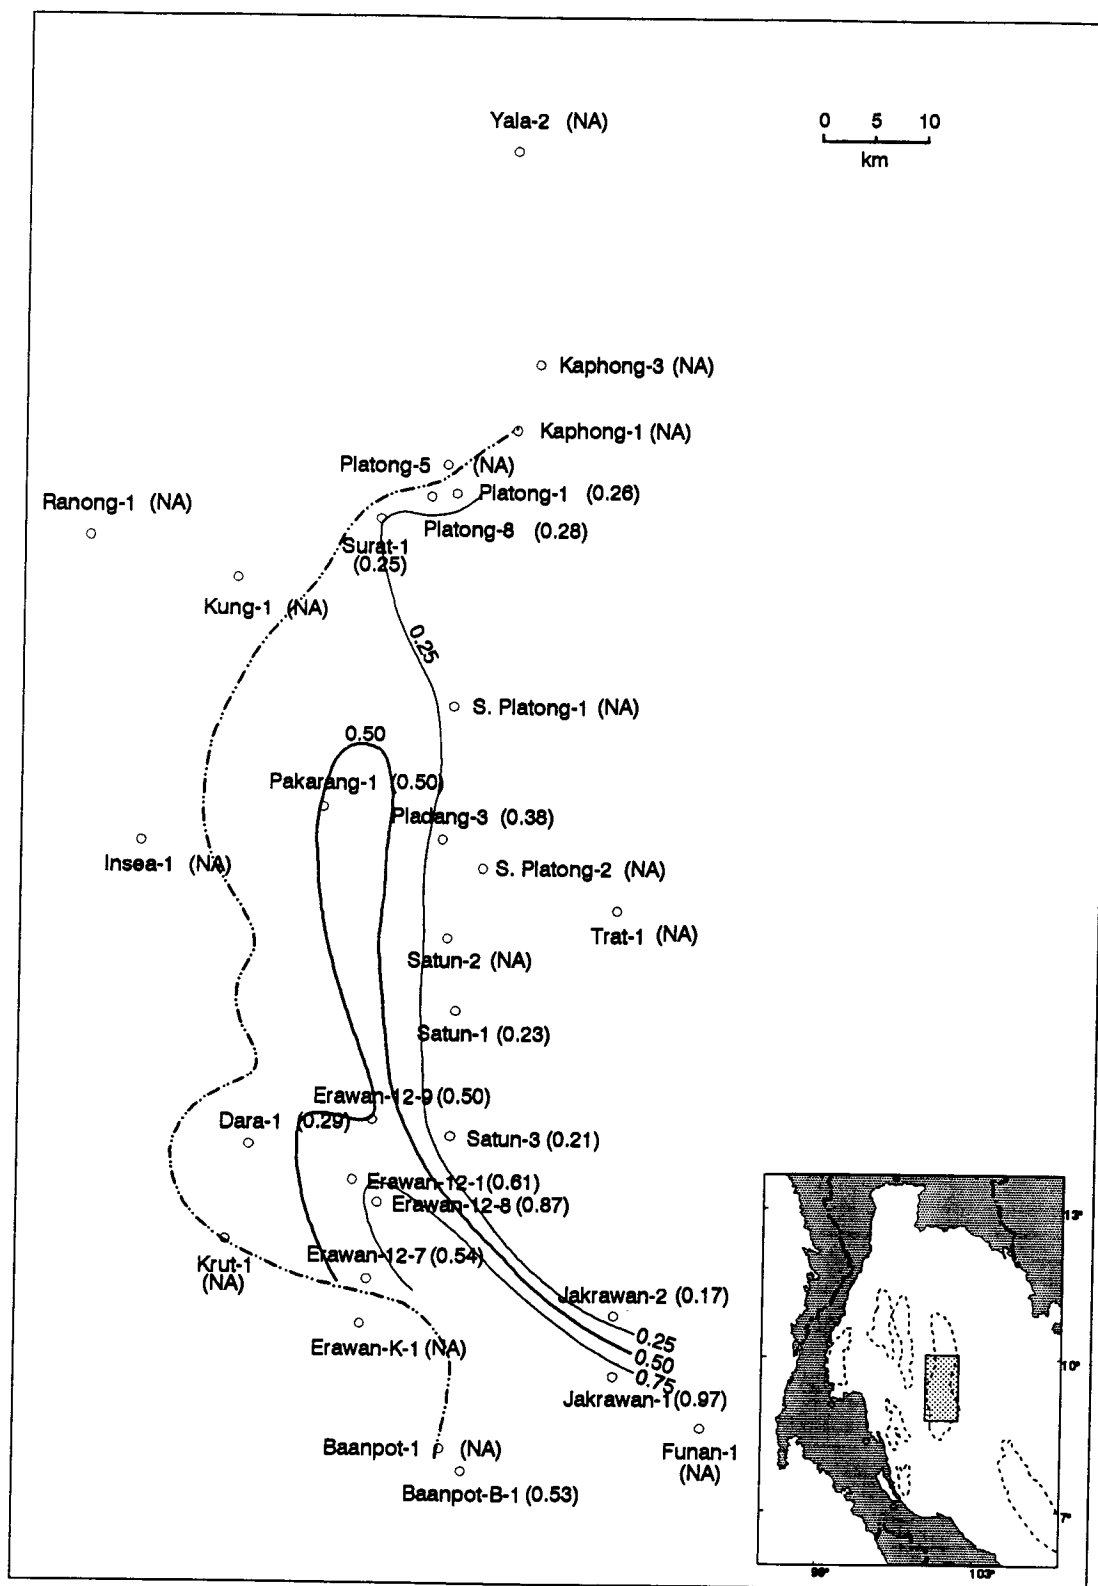 Yala-2 (NA)
0 5 10
km
Kaphong-3 (NA)
Kaphong-1 (NA)
Platong-5 (NA)
Platong-1 (0.26)
Ranong-1 (NA)
Platong-8 (0.28)
Surat-1
(0.25)
Kung-1 (NA)
0.25
S. Platong-1 (NA)
0.50
Pakarang-1 (0.50)
Pladang-3 (0.38)
Insea-1 (NA)
S. Platong-2 (NA)
Trat-1 (NA)
Satun-2 (NA)
Satun-1 (0.23)
Erawan-12-9 (0.50)
Dara-1 (0.29)
Satun-3 (0.21)
Erawan-12-1 (0.61)
Erawan-12-8 (0.87)
Erawan-12-7 (0.54)
Krut-1
(NA)
Jakrawan-2 (0.17)
0.25
0.50
0.75
Erawan-K-1 (NA)
Jakrawan-1 (0.97)
Baanpot-1 (NA)
Funan-1
(NA)
Baanpot-B-1 (0.53)
13°
10°
7°
99° 103°